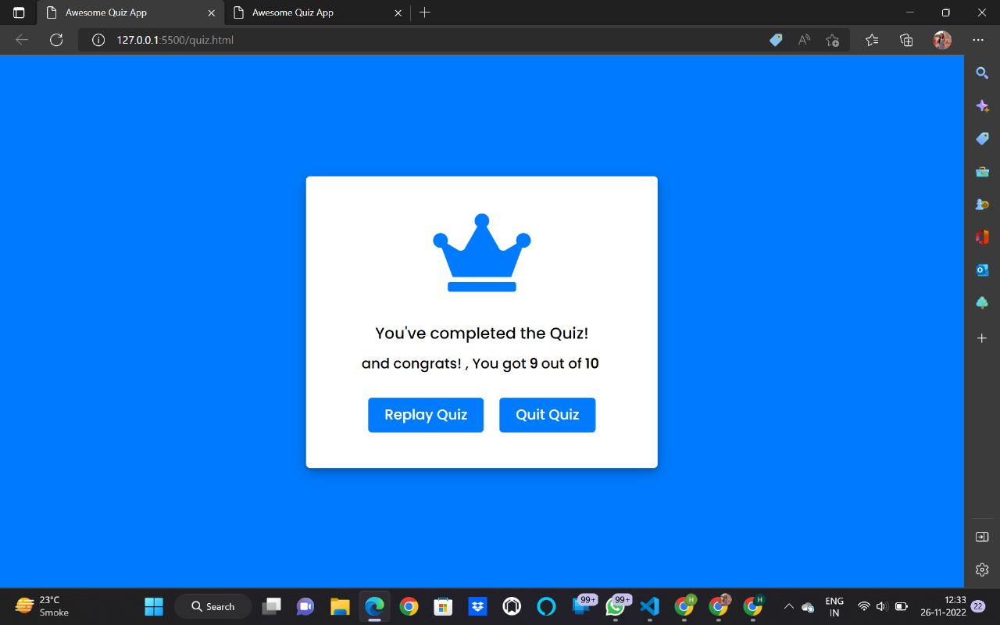 Awesome Quiz App
Awesome Quiz App
127.0.0.1:5500/quiz.html
You've completed the Quiz!
and congrats! , You got 9 out of 10
Replay Quiz
Quit Quiz
23°C
Smoke
Search
99+
99+
H
H
ENG
IN
12:33
26-11-2022
22